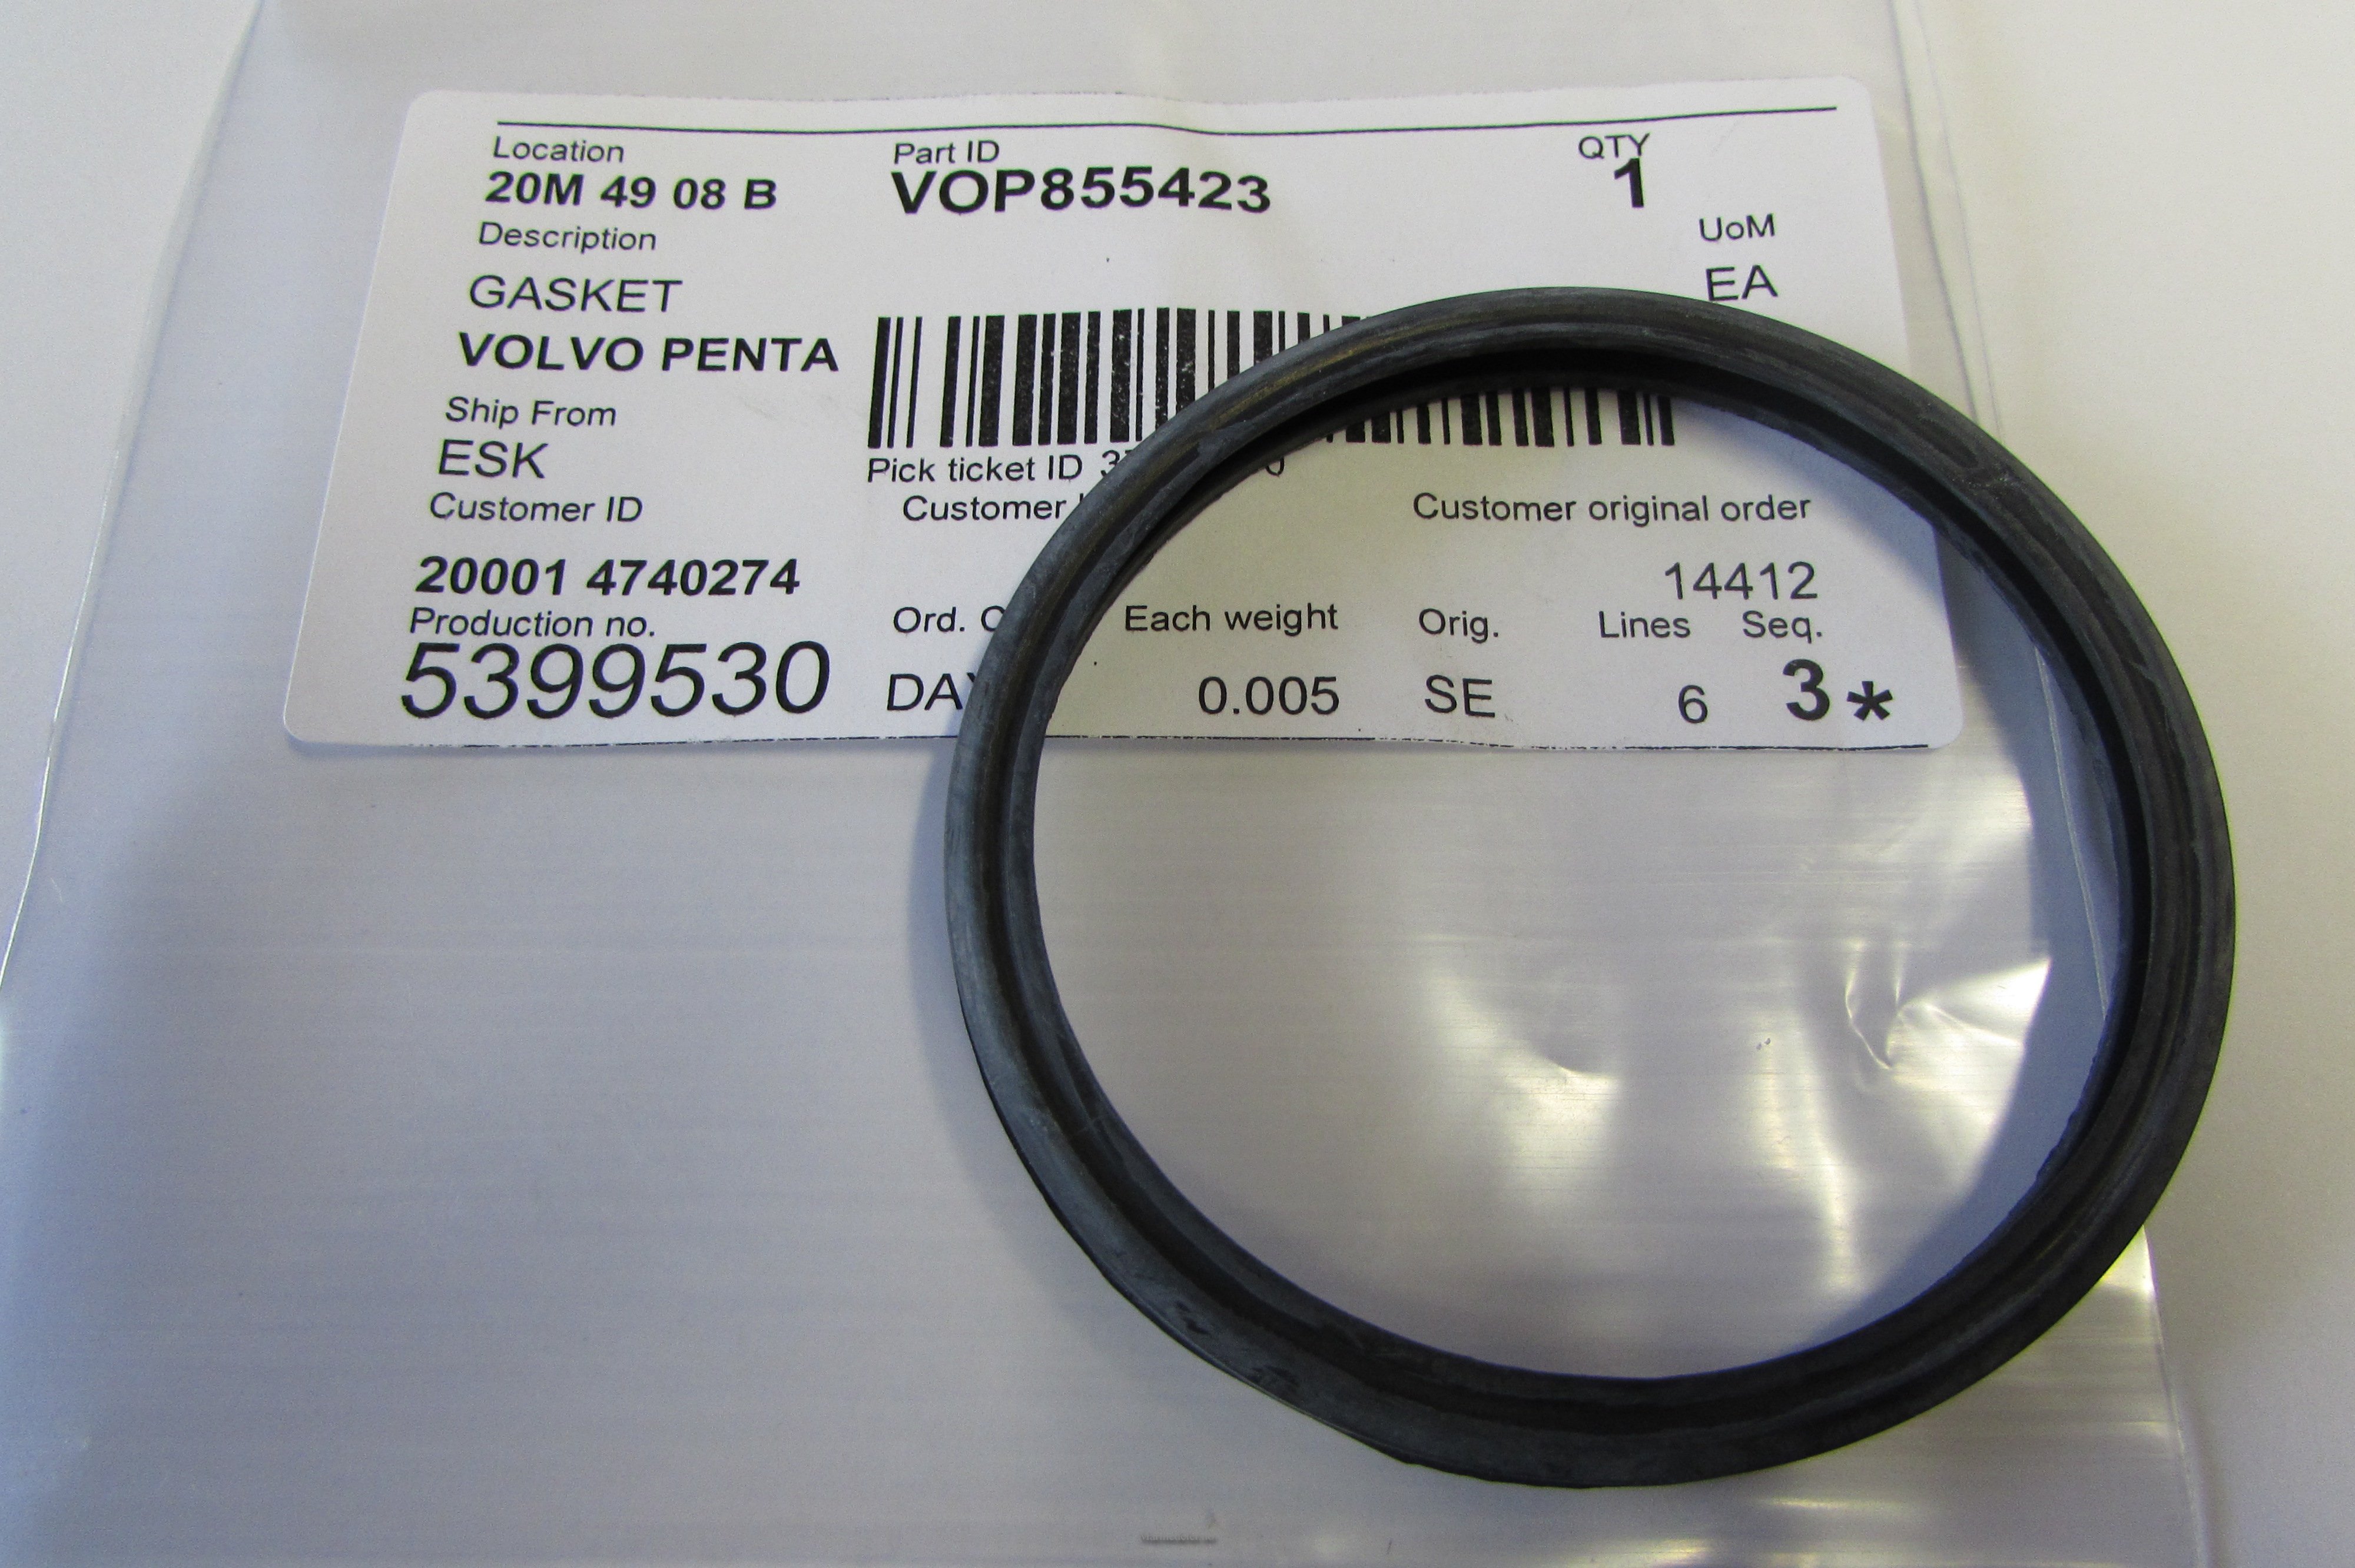 Location Part ID QTY
20M 49 08 B VOP855423 1
Description UoM
GASKET EA
VOLVO PENTA
Ship From
ESK Pick ticket ID
Customer ID Customer Customer original order
20001 4740274 14412
Production no. Ord. Each weight Orig. Lines Seq.
5399530 0.005 SE 6 3*